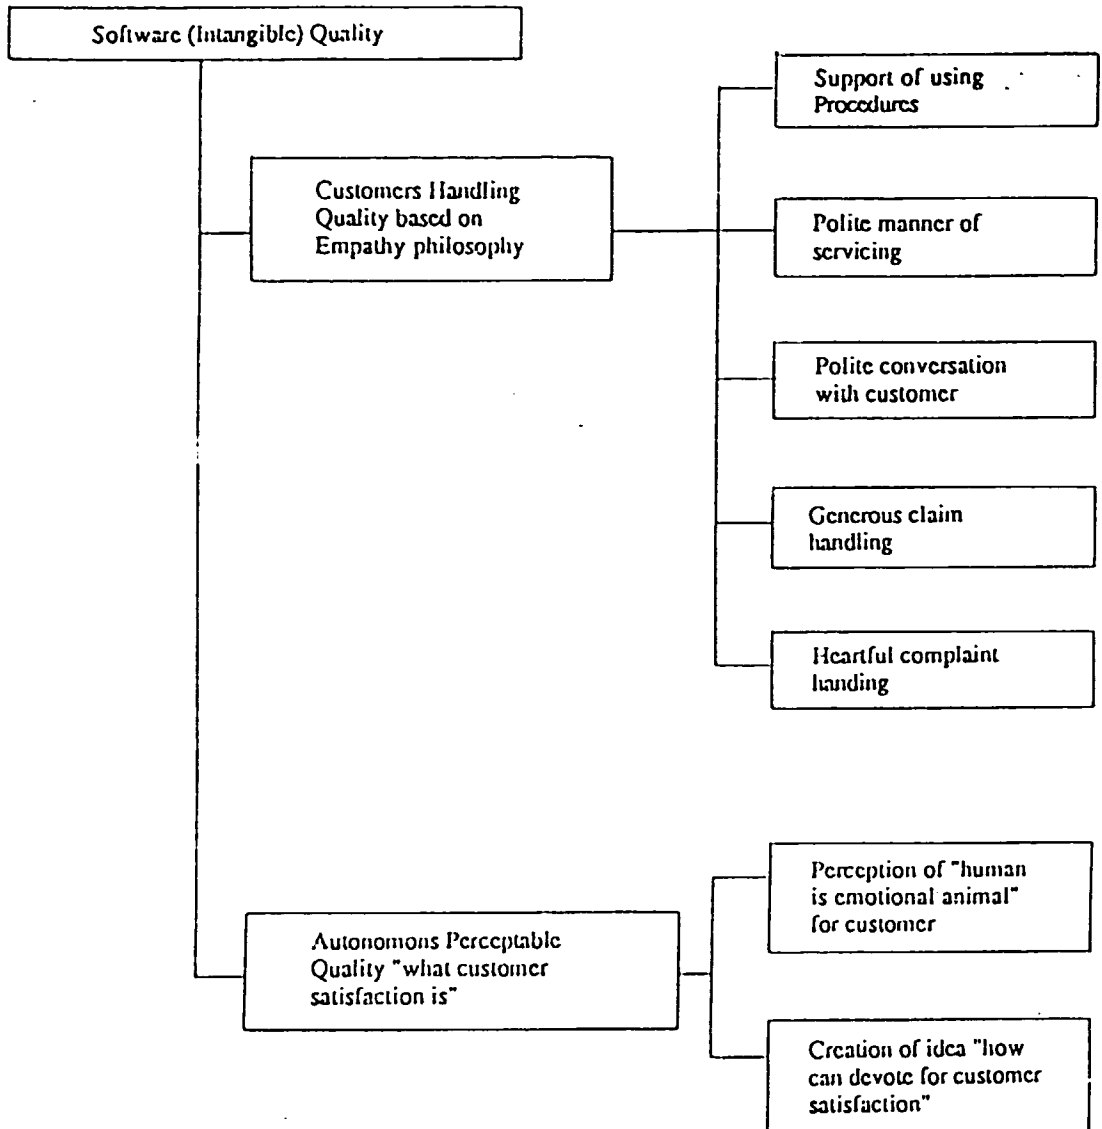 Software (Intangible) Quality
Support of using
Procedures
Customers Handling
Quality based on
Empathy philosophy
Polite manner of
servicing
Polite conversation
with customer
Generous claim
handling
Heartful complaint
handing
Perception of "human
is emotional animal"
for customer
Autonomons Perceptable
Quality "what customer
satisfaction is"
Creation of idea "how
can devote for customer
satisfaction"